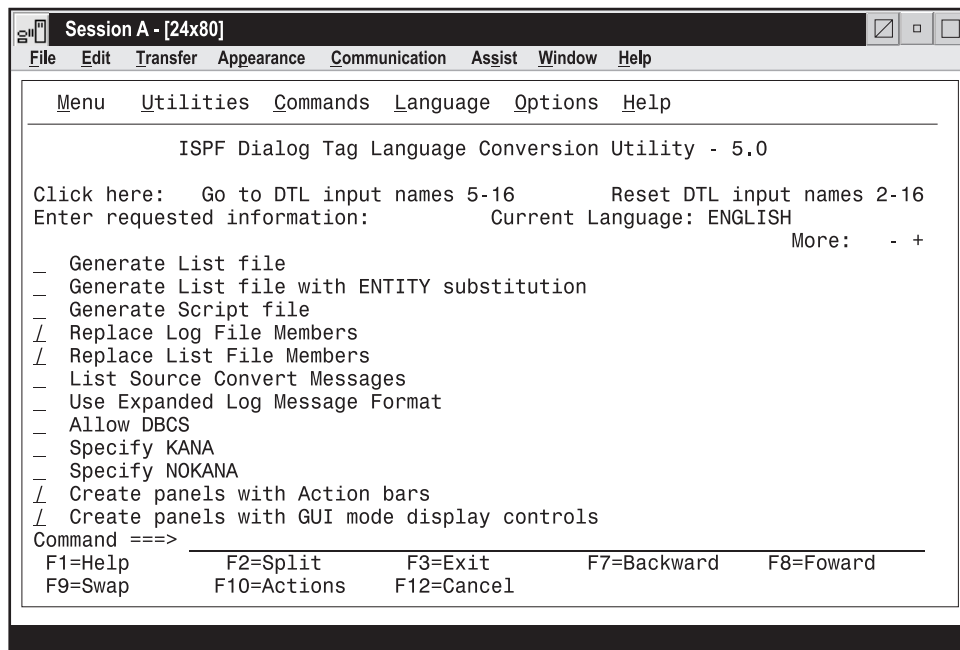 Session A - [24x80]
File Edit Transfer Appearance Communication Assist Window Help
Menu Utilities Commands Language Options Help
ISPF Dialog Tag Language Conversion Utility - 5.0
Click here: Go to DTL input names 5-16 Reset DTL input names 2-16
Enter requested information: Current Language: ENGLISH
More: - +
_ Generate List file
_ Generate List file with ENTITY substitution
_ Generate Script file
/ Replace Log File Members
/ Replace List File Members
_ List Source Convert Messages
_ Use Expanded Log Message Format
_ Allow DBCS
_ Specify KANA
_ Specify NOKANA
/ Create panels with Action bars
/ Create panels with GUI mode display controls
Command ===>
F1=Help F2=Split F3=Exit F7=Backward F8=Foward
F9=Swap F10=Actions F12=Cancel